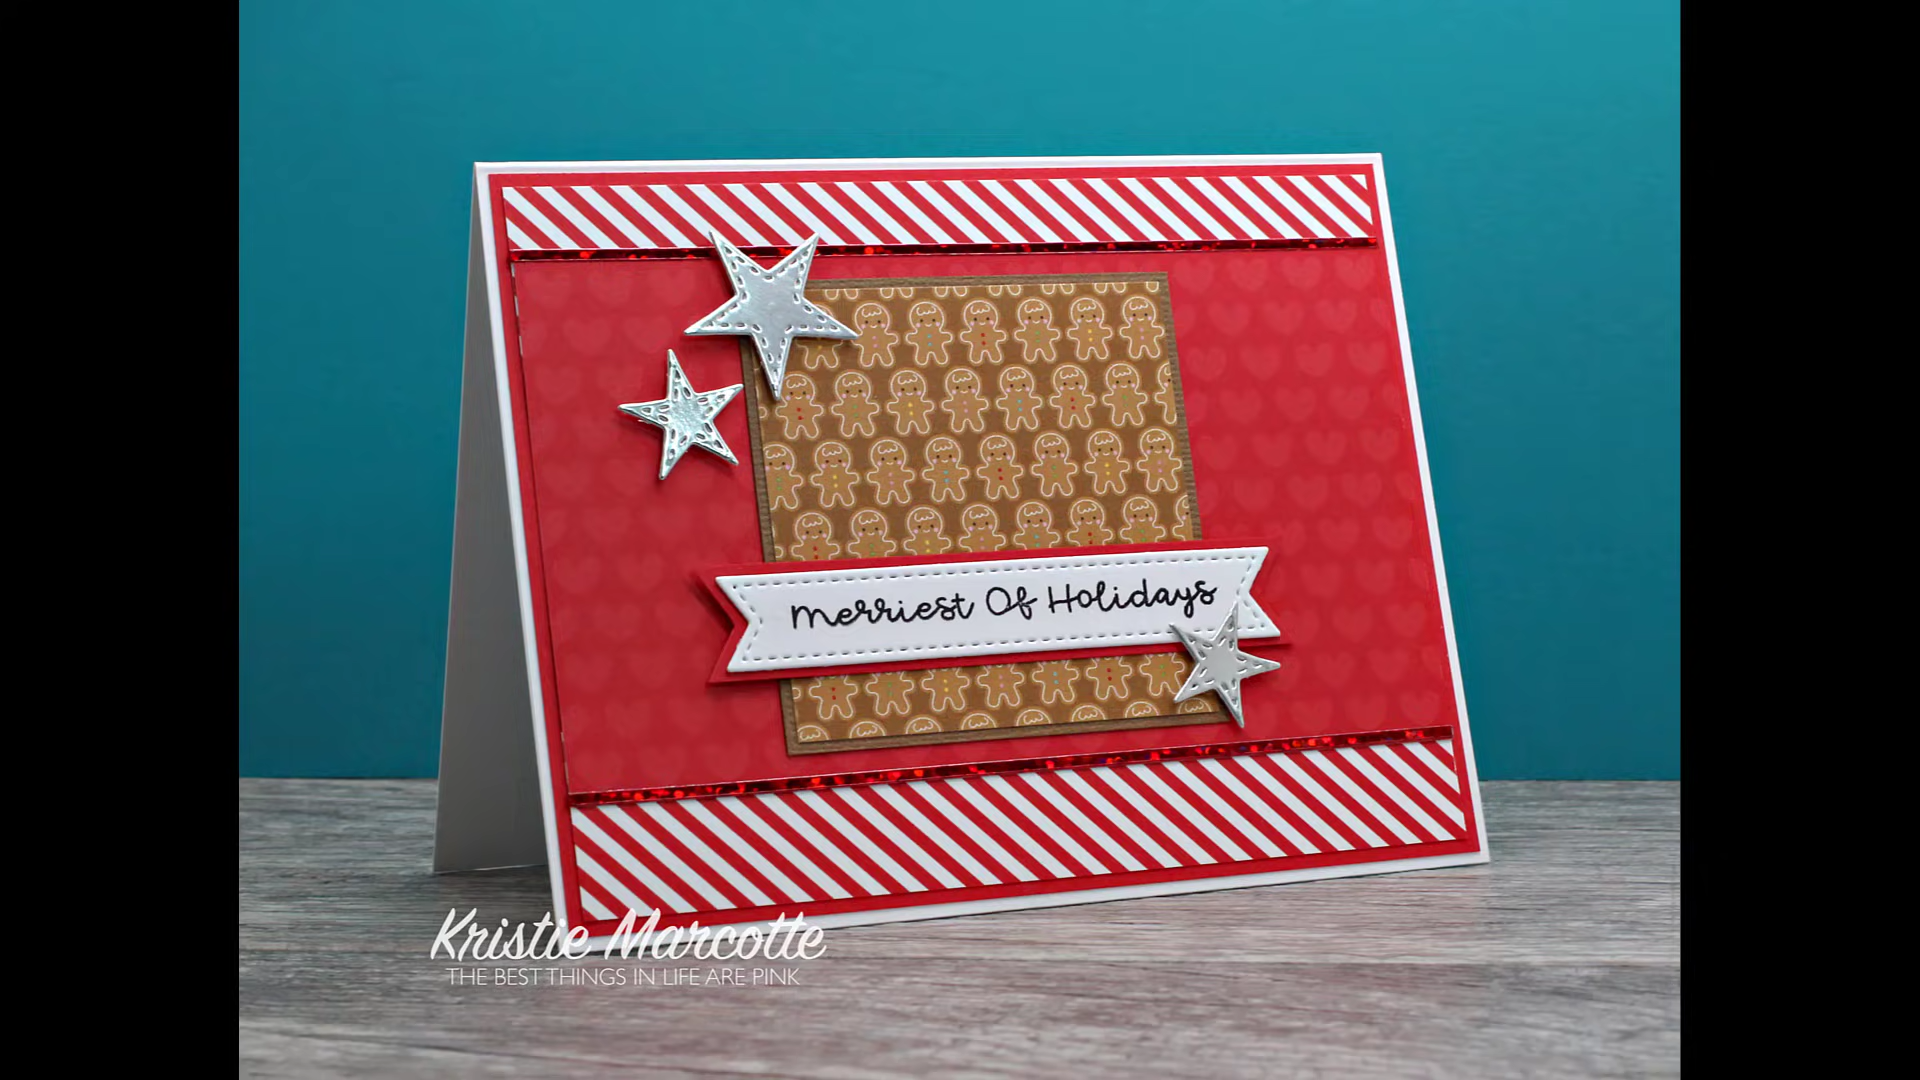 Merriest Of Holidays
Kristie Marcotte
THE BEST THINGS IN LIFE ARE PINK